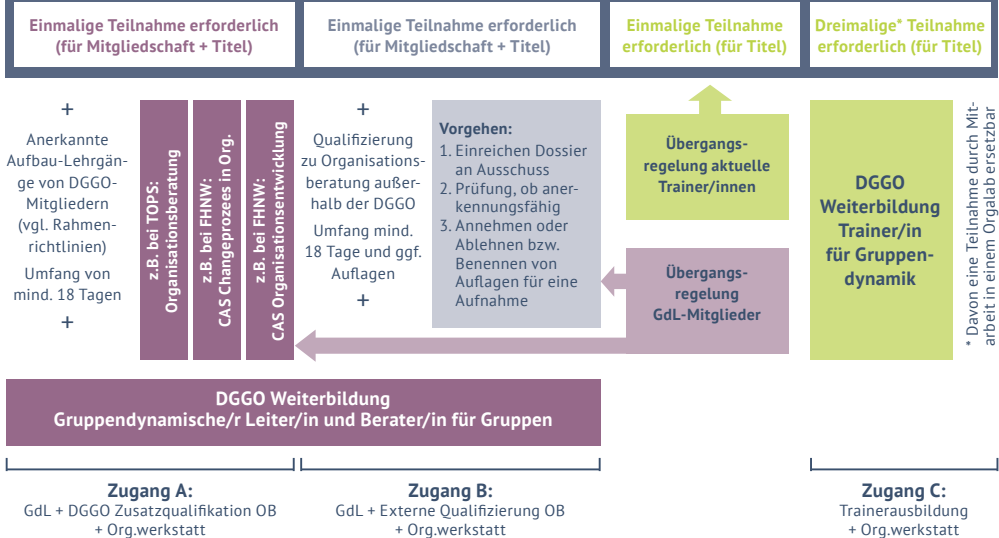 Einmalige Teilnahme erforderlich
(für Mitgliedschaft + Titel)
Einmalige Teilnahme erforderlich
(für Mitgliedschaft + Titel)
Einmalige Teilnahme
erforderlich (für Titel)
Dreimalige* Teilnahme
erforderlich (für Titel)
+
Anerkannte
Aufbau-Lehrgän-
ge von DGGO-
Mitgliedern
(vgl. Rahmen-
richtlinien)
Umfang von
mind. 18 Tagen
+
z.B. bei TOPS:
Organisationsberatung
z.B. bei FHNW:
CAS Changeprozees in Org.
z.B. bei FHNW:
CAS Organisationsentwicklung
+
Qualifizierung
zu Organisations-
beratung außer-
halb der DGGO
Umfang mind.
18 Tage und ggf.
Auflagen
+
Vorgehen:
1. Einreichen Dossier
an Ausschuss
2. Prüfung, ob aner-
kennungsfähig
3. Annehmen oder
Ablehnen bzw.
Benennen von
Auflagen für eine
Aufnahme
Übergangs-
regelung aktuelle
Trainer/innen
Übergangs-
regelung
GdL-Mitglieder
DGGO
Weiterbildung
Trainer/in
für Gruppen-
dynamik
* Davon eine Teilnahme durch Mit-
arbeit in einem Orgalab ersetzbar
DGGO Weiterbildung
Gruppendynamische/r Leiter/in und Berater/in für Gruppen
Zugang A:
GdL + DGGO Zusatzqualifikation OB
+ Org.werkstatt
Zugang B:
GdL + Externe Qualifizierung OB
+ Org.werkstatt
Zugang C:
Trainerausbildung
+ Org.werkstatt